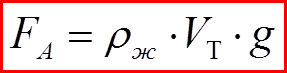 F_A = ρ_ж · V_Т · g